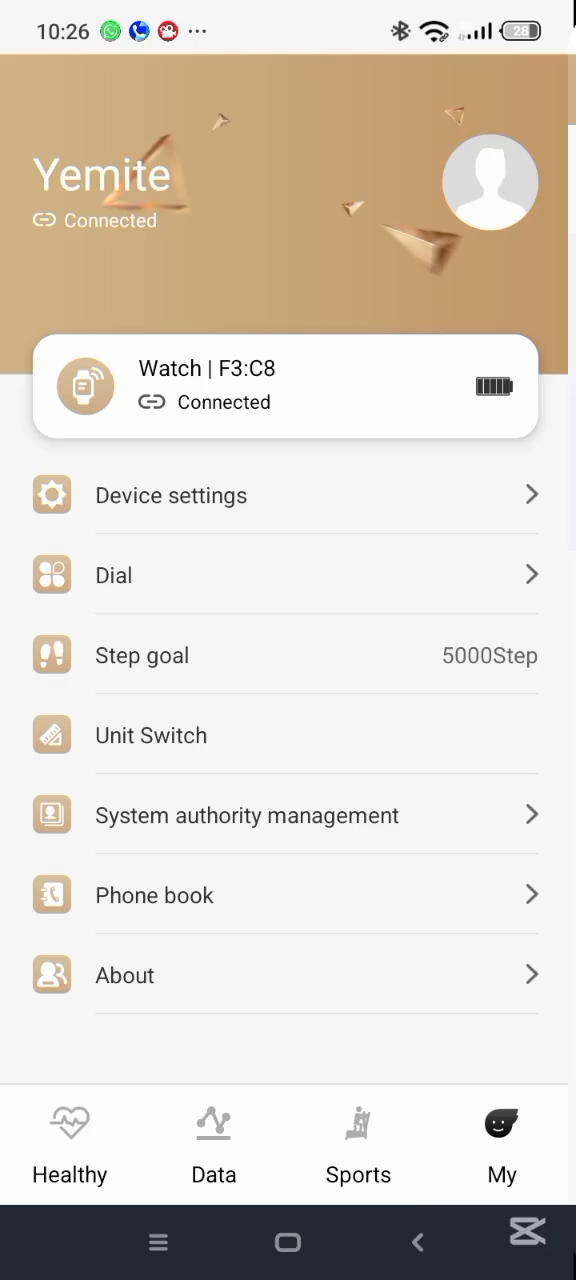 10:26
28
Yemite
Connected
Watch | F3:C8
Connected
Device settings
Dial
Step goal 5000Step
Unit Switch
System authority management
Phone book
About
Healthy Data Sports My